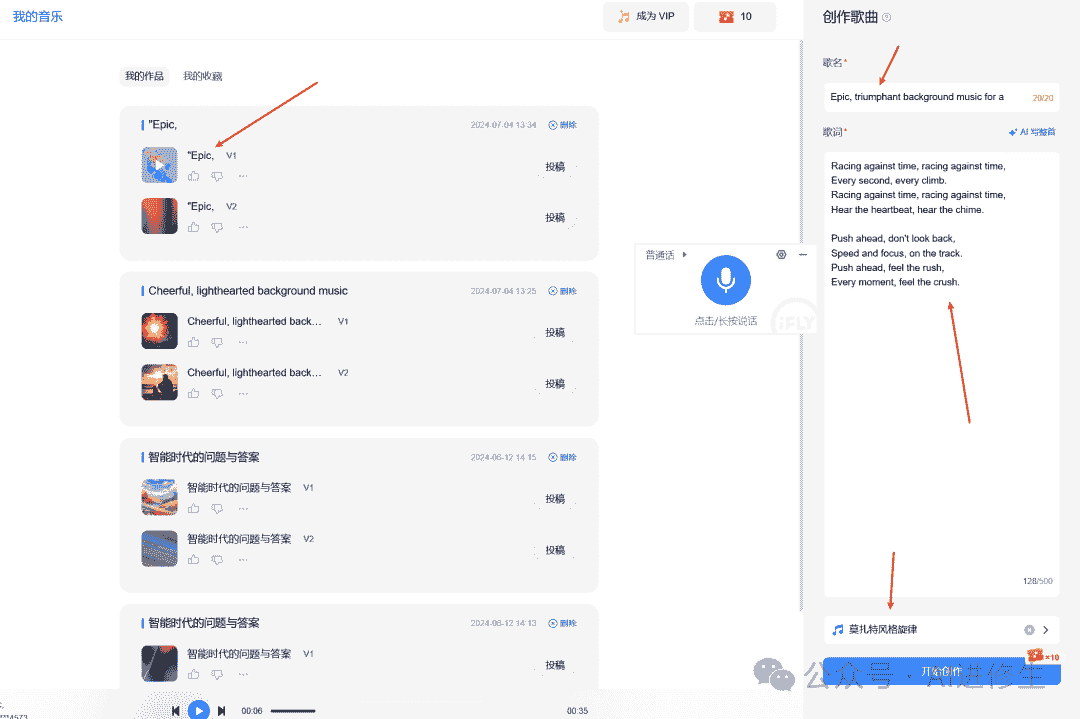 我的音乐
成为 VIP
10
我的作品
我的收藏
"Epic,
2024-07-04 13:34
删除
"Epic,
V1
投稿
"Epic,
V2
投稿
Cheerful, lighthearted background music
2024-07-04 13:25
删除
Cheerful, lighthearted back...
V1
投稿
Cheerful, lighthearted back...
V2
投稿
智能时代的问题与答案
2024-06-12 14:15
删除
智能时代的问题与答案
V1
投稿
智能时代的问题与答案
V2
投稿
智能时代的问题与答案
2024-06-12 14:13
删除
智能时代的问题与答案
V1
投稿
00:06
00:35
普通话
点击/长按说话
iFLY
创作歌曲
歌名*
Epic, triumphant background music for a
20/20
歌词*
AI 写整首
Racing against time, racing against time,
Every second, every climb.
Racing against time, racing against time,
Hear the heartbeat, hear the chime.
Push ahead, don't look back,
Speed and focus, on the track.
Push ahead, feel the rush,
Every moment, feel the crush.
128/500
莫扎特风格旋律
×10
开始创作
公众号 · AI进修生